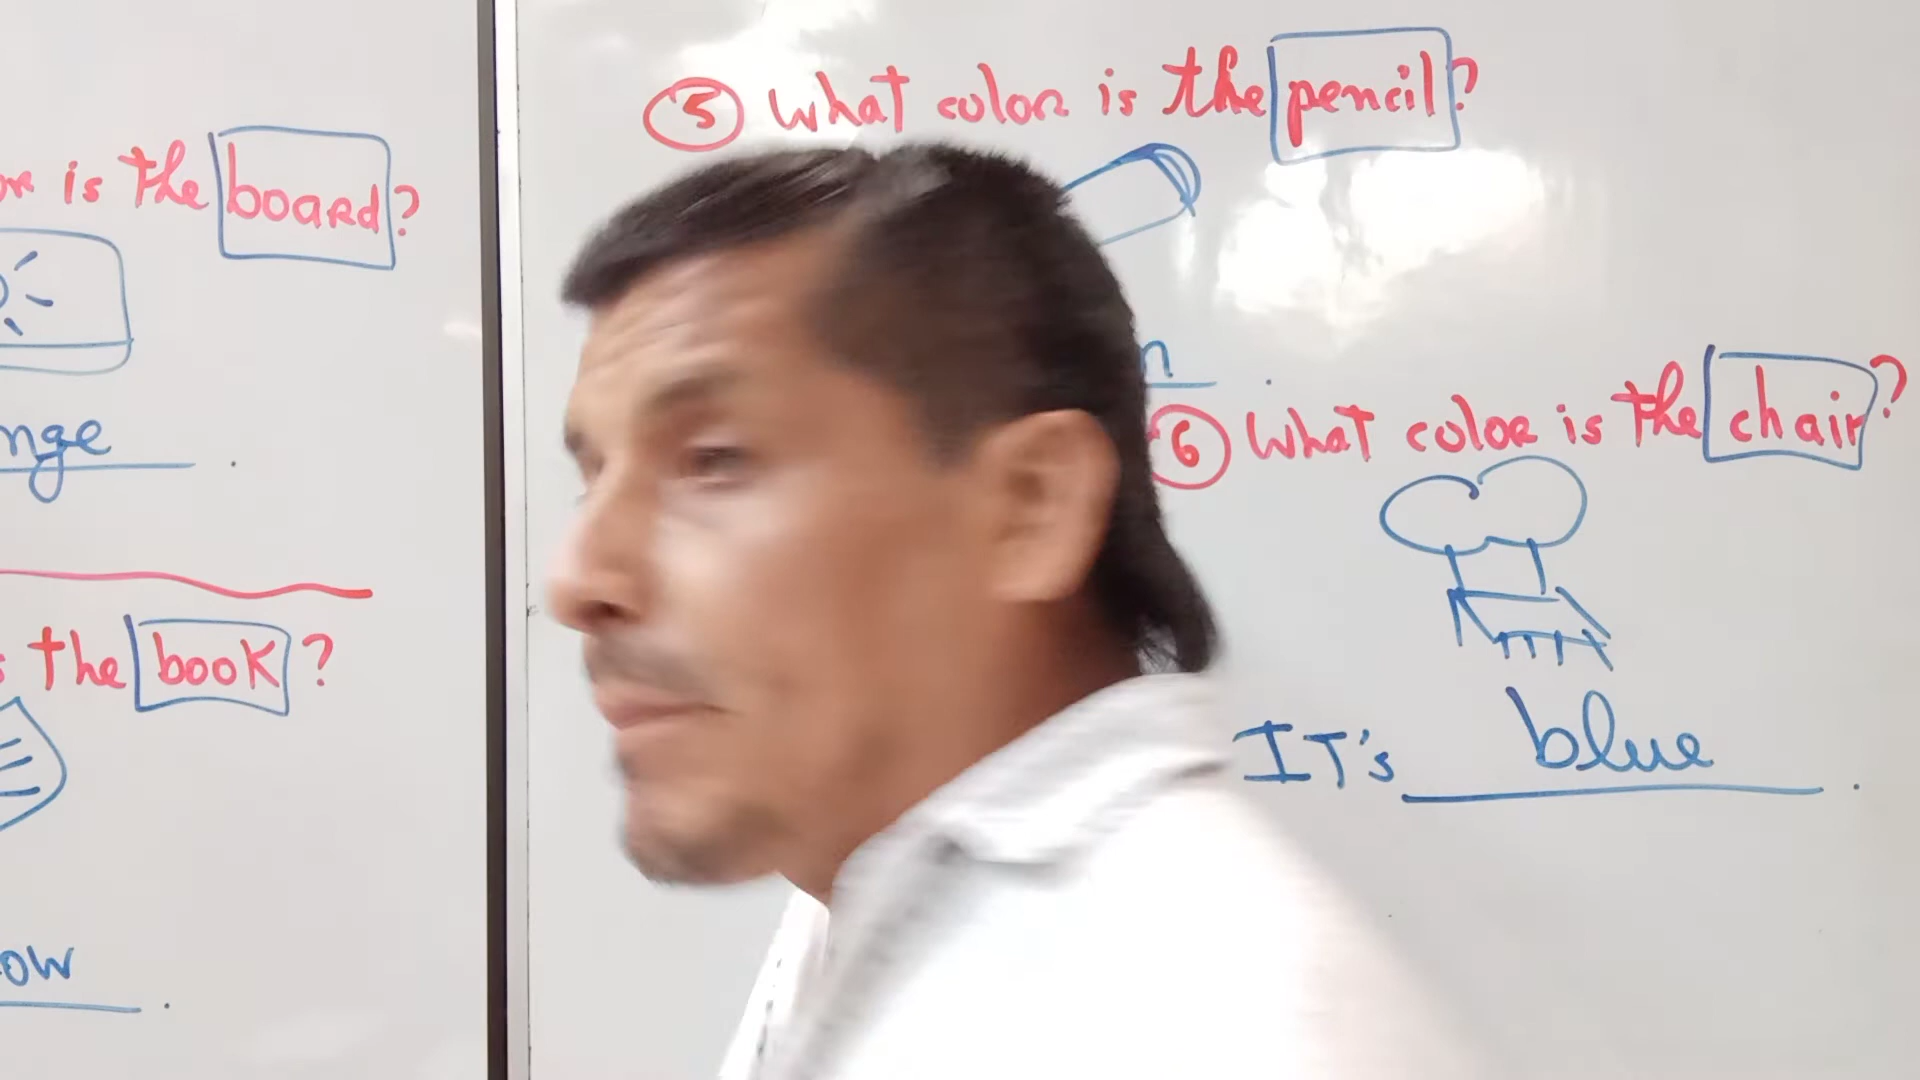 is the board?
nge .
the book?
ow .
5 What color is the pencil?
n .
6 What color is the chair?
IT's blue .